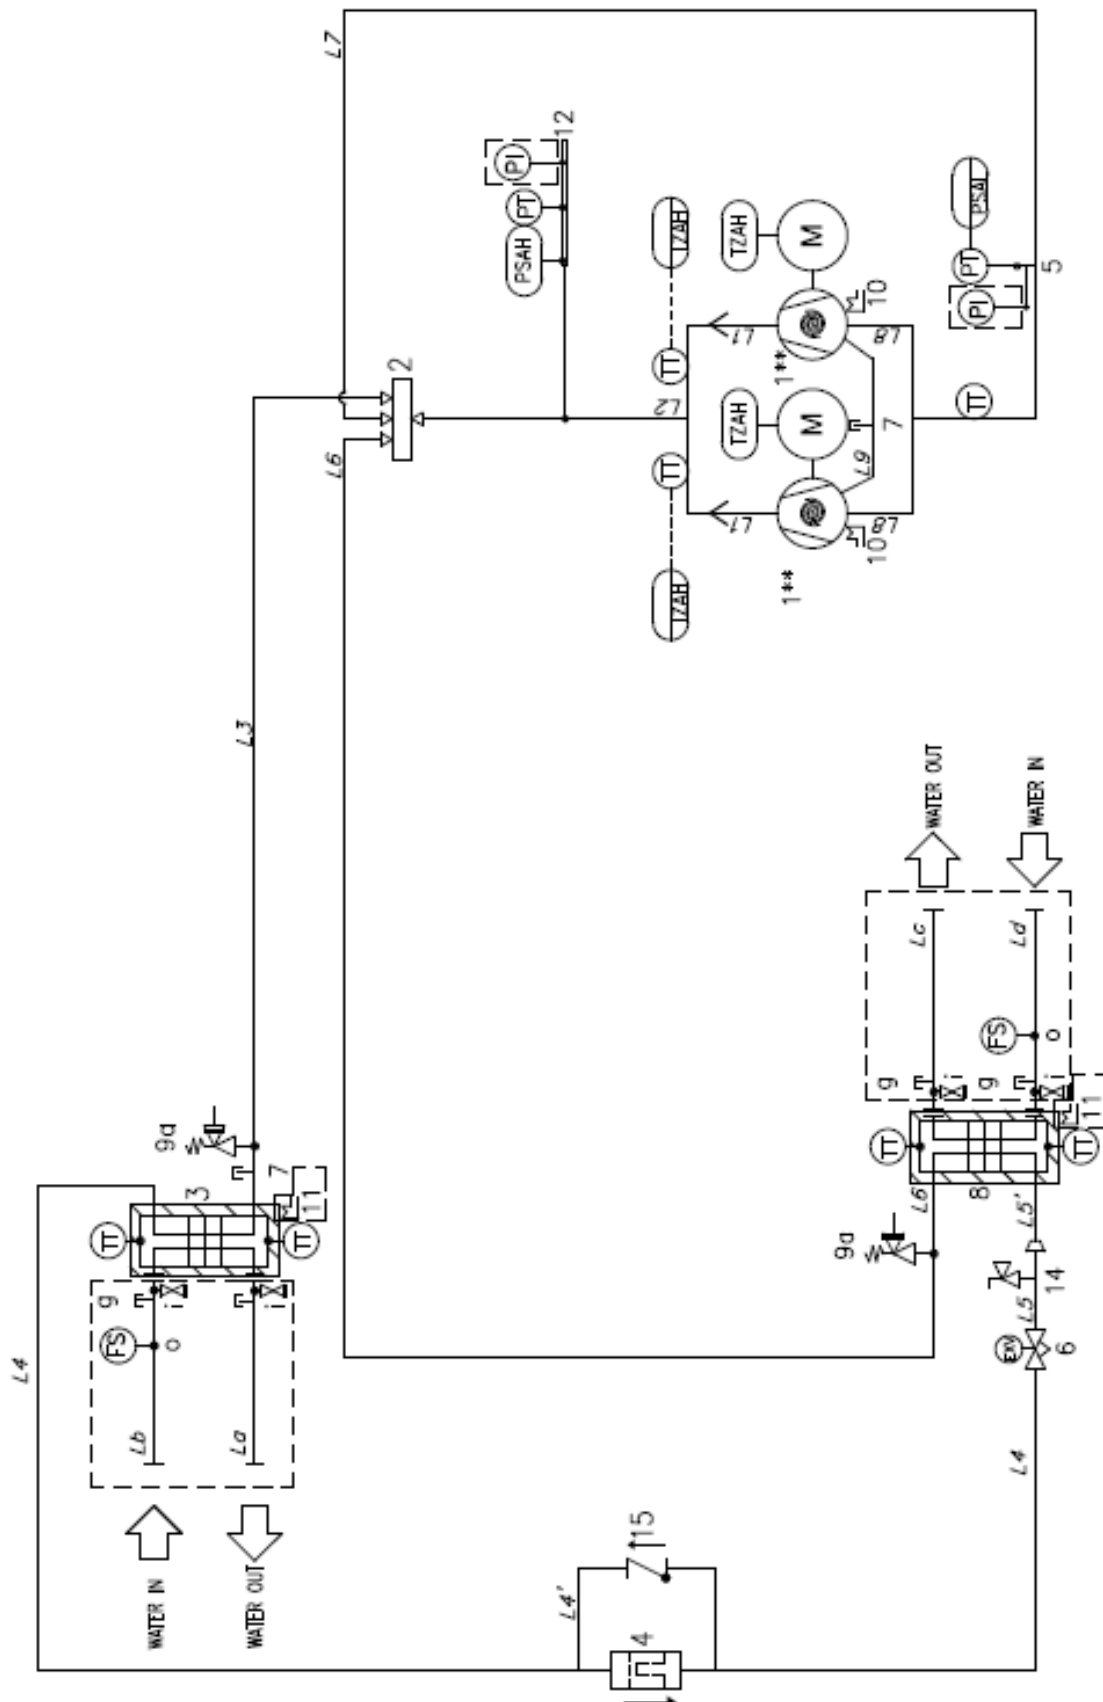 L7
12
PI
PT
PSAH
TZAH
TZAH
M
PSAL
PT
PI
5
10
TT
L1
L8
1**
2
L2
TZAH
M
7
TT
L6
TT
L9
L1
L8
10
1**
TZAH
L3
WATER OUT
WATER IN
Lc
Ld
FS
o
g
i
g
i
11
9a
7
3
11
TT
TT
TT
TT
L6
8
L5'
9a
14
L5
EXV
6
g
i
i
FS
o
L4
Lb
La
L4
WATER IN
WATER OUT
15
L4'
4